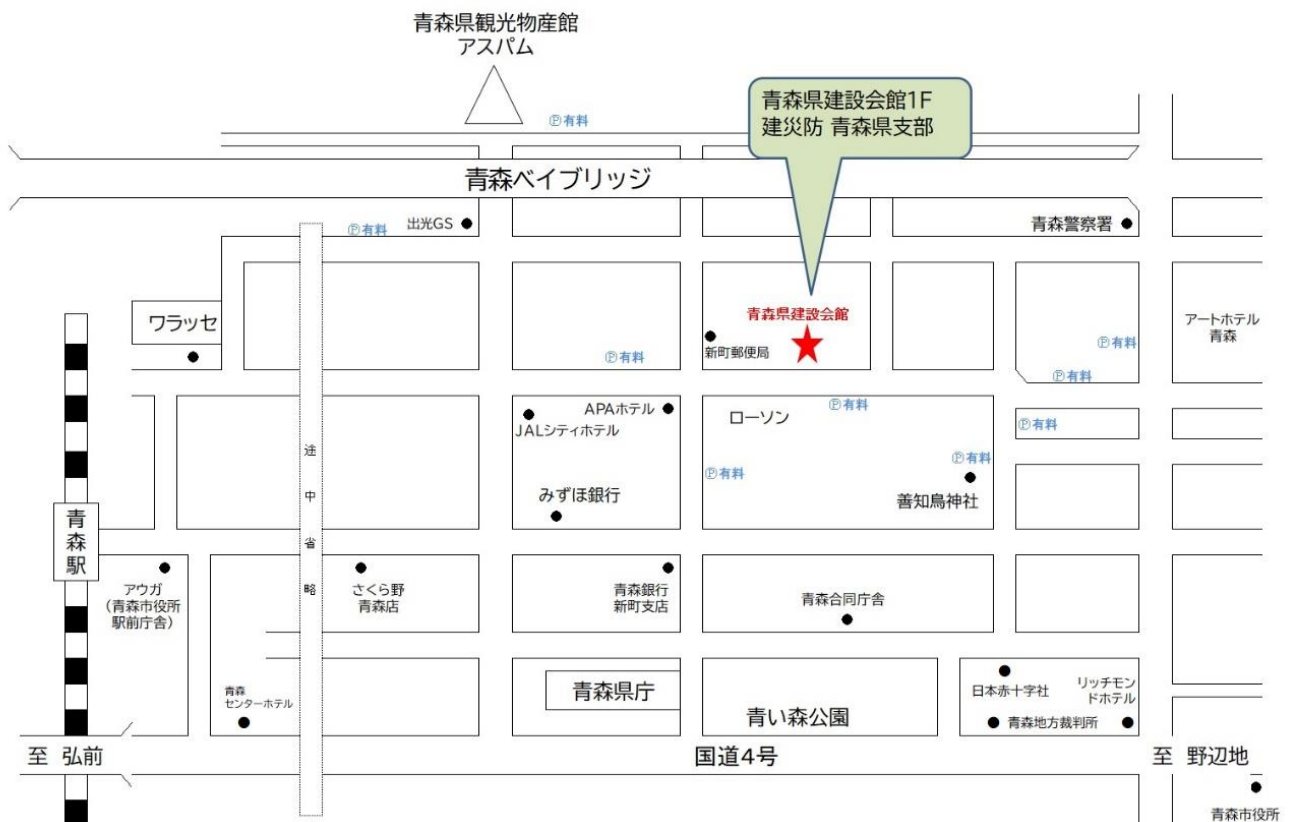 青森県観光物産館
アスパム
Ⓟ有料
青森県建設会館1F
建災防 青森県支部
青森ベイブリッジ
Ⓟ有料
出光GS
青森警察署
ワラッセ
青森県建設会館
新町郵便局
Ⓟ有料
Ⓟ有料
Ⓟ有料
アートホテル
青森
JALシティホテル
APAホテル
ローソン
Ⓟ有料
Ⓟ有料
途中省略
みずほ銀行
Ⓟ有料
Ⓟ有料
善知鳥神社
青森駅
アウガ
(青森市役所
駅前庁舎)
さくら野
青森店
青森銀行
新町支店
青森合同庁舎
青森
センターホテル
青森県庁
青い森公園
日本赤十字社
リッチモン
ドホテル
青森地方裁判所
至 弘前
国道4号
至 野辺地
青森市役所